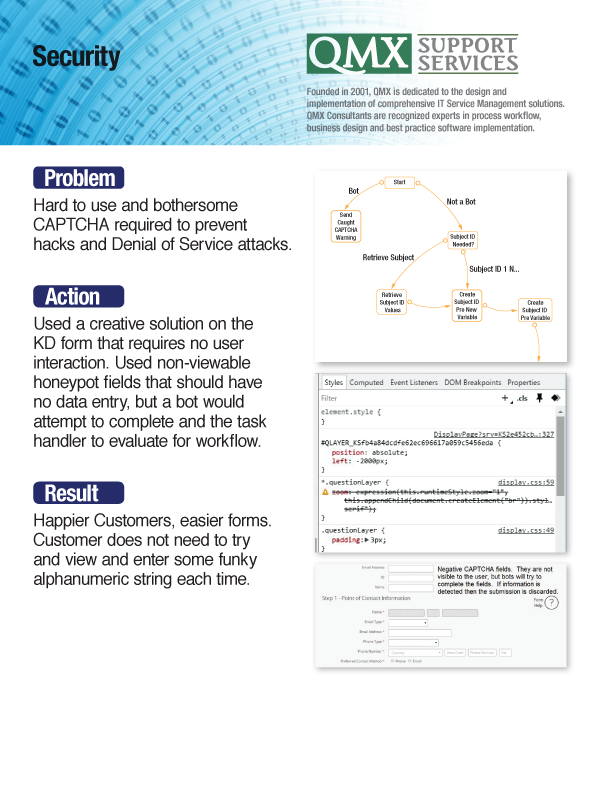 Security
QMX SUPPORT
SERVICES
Founded in 2001, QMX is dedicated to the design and
implementation of comprehensive IT Service Management solutions.
QMX Consultants are recognized experts in process workflow,
business design and best practice software implementation.
Problem
Hard to use and bothersome
CAPTCHA required to prevent
hacks and Denial of Service attacks.
Action
Used a creative solution on the
KD form that requires no user
interaction. Used non-viewable
honeypot fields that should have
no data entry, but a bot would
attempt to complete and the task
handler to evaluate for workflow.
Result
Happier Customers, easier forms.
Customer does not need to try
and view and enter some funky
alphanumeric string each time.
Start
Bot
Not a Bot
Send
Caught
CAPTCHA
Warning
Subject ID
Needed?
Retrieve Subject
Subject ID 1 N...
Retrieve
Subject ID
Values
Create
Subject ID
Pre New
Variable
Create
Subject ID
Pre Variable
Styles Computed Event Listeners DOM Breakpoints Properties
Filter + .cls
element.style {
}
DisplayPage?srv=KS2e452cb…:327
#QLAYER_KSfb4a84dcdfe62ec696617a059c5456eda {
position: absolute;
left: -2000px;
}
*.questionLayer { display.css:59
zoom: expression(this.runtimeStyle.zoom="1",
this.appendChild(document.createElement("br")).styl…
serif");
}
.questionLayer { display.css:49
padding:▶3px;
}
Email Address
ID
Name
Negative CAPTCHA fields. They are not
visible to the user, but bots will try to
complete the fields. If information is
detected then the submission is discarded.
Step 1 - Point of Contact Information
Form
Help ?
Name *
Email Type *
Email Address *
Phone Type *
Phone Number * Country
Preferred Contact Method * Phone Email